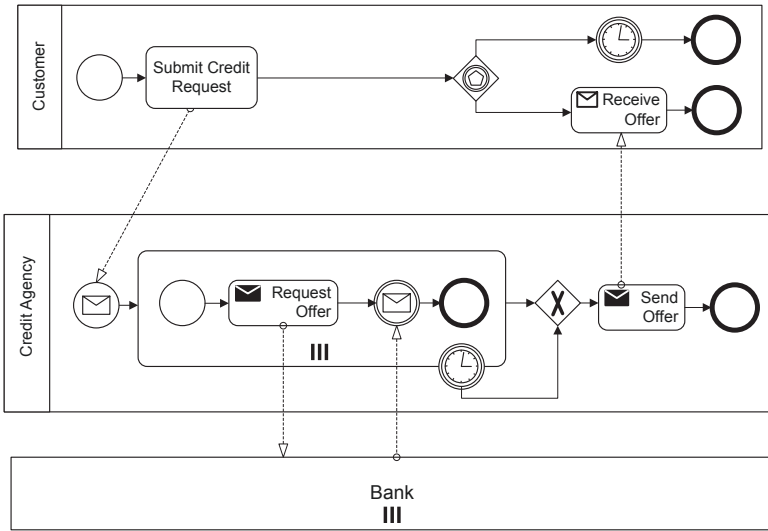 Customer
Submit Credit
Request
Receive
Offer
Credit Agency
Request
Offer
Send
Offer
Bank